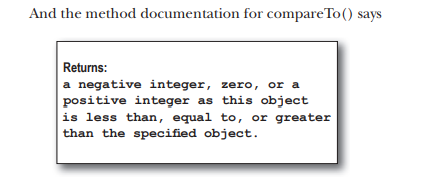 And the method documentation for compareTo() says
Returns:
a negative integer, zero, or a
positive integer as this object
is less than, equal to, or greater
than the specified object.